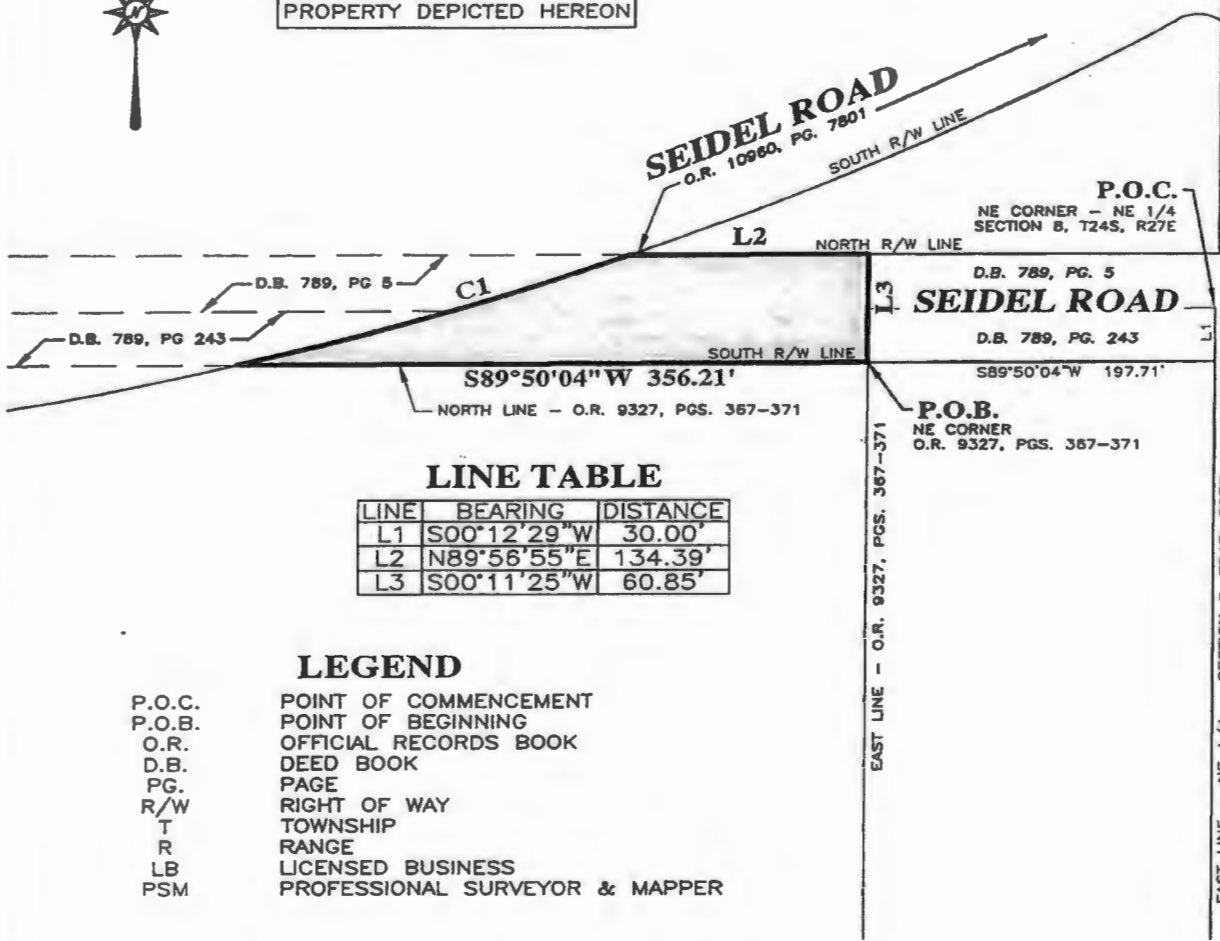 N
PROPERTY DEPICTED HEREON
SEIDEL ROAD
O.R. 10960, PG. 7801
SOUTH R/W LINE
P.O.C.
NE CORNER – NE 1/4
SECTION 8, T24S, R27E
L2
NORTH R/W LINE
D.B. 789, PG 5
C1
L3
D.B. 789, PG. 5
SEIDEL ROAD
D.B. 789, PG 243
D.B. 789, PG. 243
L1
SOUTH R/W LINE
S89°50'04"W 356.21'
S89°50'04"W 197.71'
NORTH LINE – O.R. 9327, PGS. 367–371
P.O.B.
NE CORNER
O.R. 9327, PGS. 367–371
EAST LINE – O.R. 9327, PGS. 367–371
LINE TABLE
LINE BEARING DISTANCE
L1 S00°12'29"W 30.00'
L2 N89°56'55"E 134.39'
L3 S00°11'25"W 60.85'
LEGEND
P.O.C. POINT OF COMMENCEMENT
P.O.B. POINT OF BEGINNING
O.R. OFFICIAL RECORDS BOOK
D.B. DEED BOOK
PG. PAGE
R/W RIGHT OF WAY
T TOWNSHIP
R RANGE
LB LICENSED BUSINESS
PSM PROFESSIONAL SURVEYOR & MAPPER